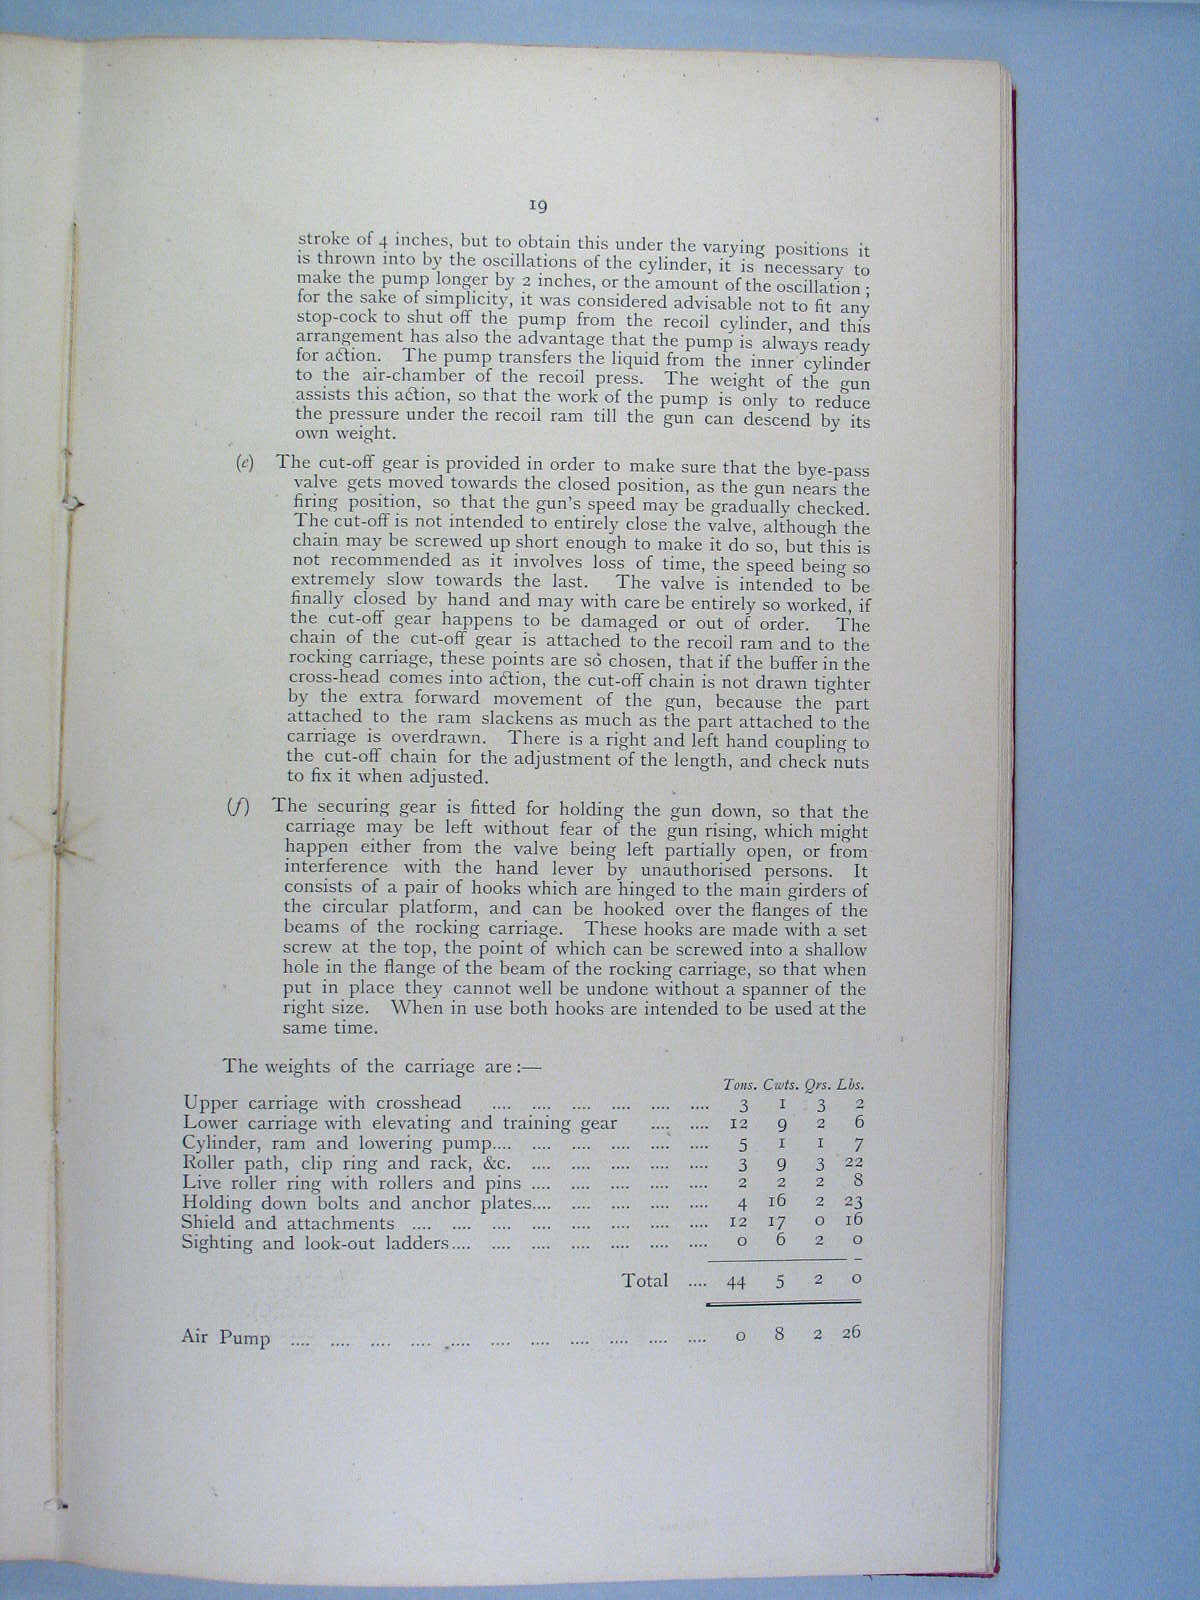 19
stroke of 4 inches, but to obtain this under the varying positions it
is thrown into by the oscillations of the cylinder, it is necessary to
make the pump longer by 2 inches, or the amount of the oscillation ;
for the sake of simplicity, it was considered advisable not to fit any
stop-cock to shut off the pump from the recoil cylinder, and this
arrangement has also the advantage that the pump is always ready
for action. The pump transfers the liquid from the inner cylinder
to the air-chamber of the recoil press. The weight of the gun
assists this action, so that the work of the pump is only to reduce
the pressure under the recoil ram till the gun can descend by its
own weight.
(e) The cut-off gear is provided in order to make sure that the bye-pass
valve gets moved towards the closed position, as the gun nears the
firing position, so that the gun's speed may be gradually checked.
The cut-off is not intended to entirely close the valve, although the
chain may be screwed up short enough to make it do so, but this is
not recommended as it involves loss of time, the speed being so
extremely slow towards the last. The valve is intended to be
finally closed by hand and may with care be entirely so worked, if
the cut-off gear happens to be damaged or out of order. The
chain of the cut-off gear is attached to the recoil ram and to the
rocking carriage, these points are so chosen, that if the buffer in the
cross-head comes into action, the cut-off chain is not drawn tighter
by the extra forward movement of the gun, because the part
attached to the ram slackens as much as the part attached to the
carriage is overdrawn. There is a right and left hand coupling to
the cut-off chain for the adjustment of the length, and check nuts
to fix it when adjusted.
(f) The securing gear is fitted for holding the gun down, so that the
carriage may be left without fear of the gun rising, which might
happen either from the valve being left partially open, or from
interference with the hand lever by unauthorised persons. It
consists of a pair of hooks which are hinged to the main girders of
the circular platform, and can be hooked over the flanges of the
beams of the rocking carriage. These hooks are made with a set
screw at the top, the point of which can be screwed into a shallow
hole in the flange of the beam of the rocking carriage, so that when
put in place they cannot well be undone without a spanner of the
right size. When in use both hooks are intended to be used at the
same time.
The weights of the carriage are :—
Tons. Cwts. Qrs. Lbs.
Upper carriage with crosshead .... .... .... .... .... .... 3 1 3 2
Lower carriage with elevating and training gear .... .... 12 9 2 6
Cylinder, ram and lowering pump.... .... .... .... .... .... 5 1 1 7
Roller path, clip ring and rack, &c. .... .... .... .... .... 3 9 3 22
Live roller ring with rollers and pins .... .... .... .... .... 2 2 2 8
Holding down bolts and anchor plates.... .... .... .... .... 4 16 2 23
Shield and attachments .... .... .... .... .... .... .... .... 12 17 0 16
Sighting and look-out ladders.... .... .... .... .... .... .... 0 6 2 0
Total .... 44 5 2 0
Air Pump .... .... .... .... .... .... .... .... .... .... .... 0 8 2 26